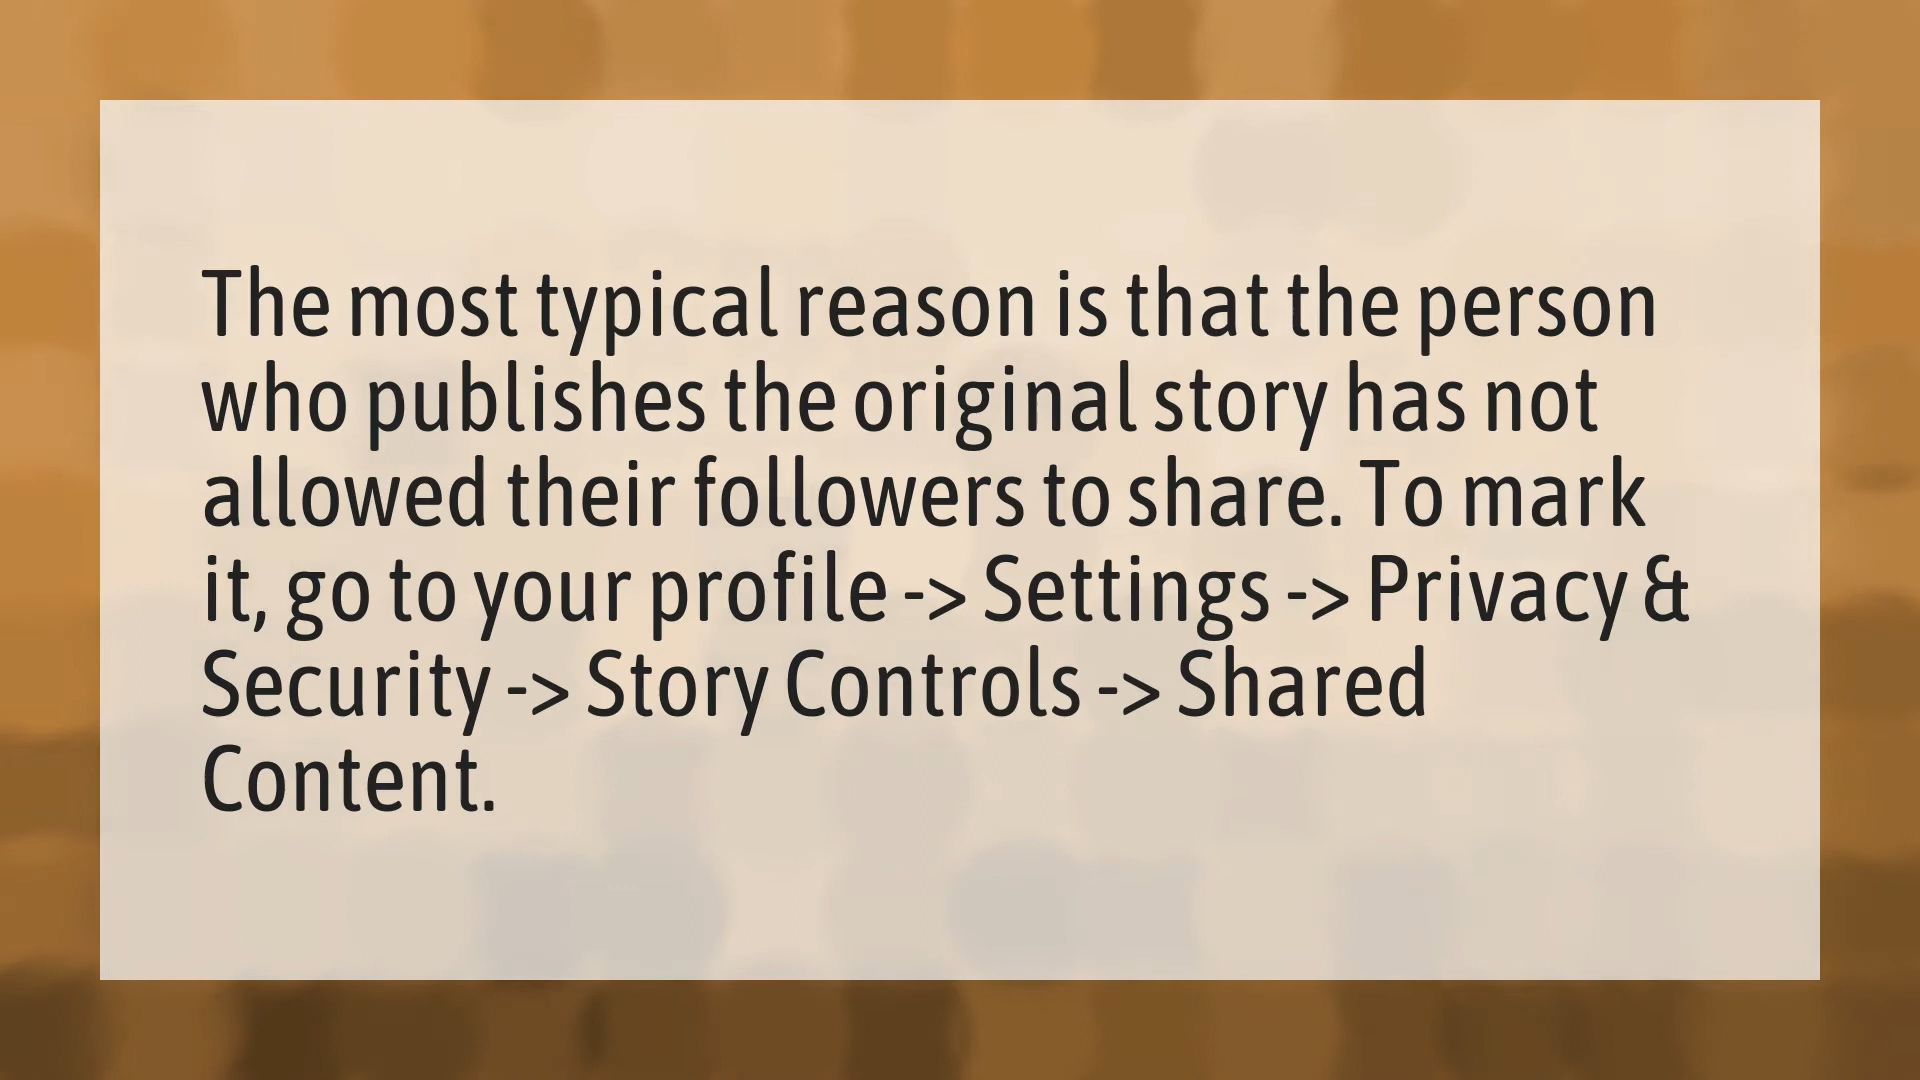 The most typical reason is that the person
who publishes the original story has not
allowed their followers to share. To mark
it, go to your profile -> Settings -> Privacy &
Security -> Story Controls -> Shared
Content.